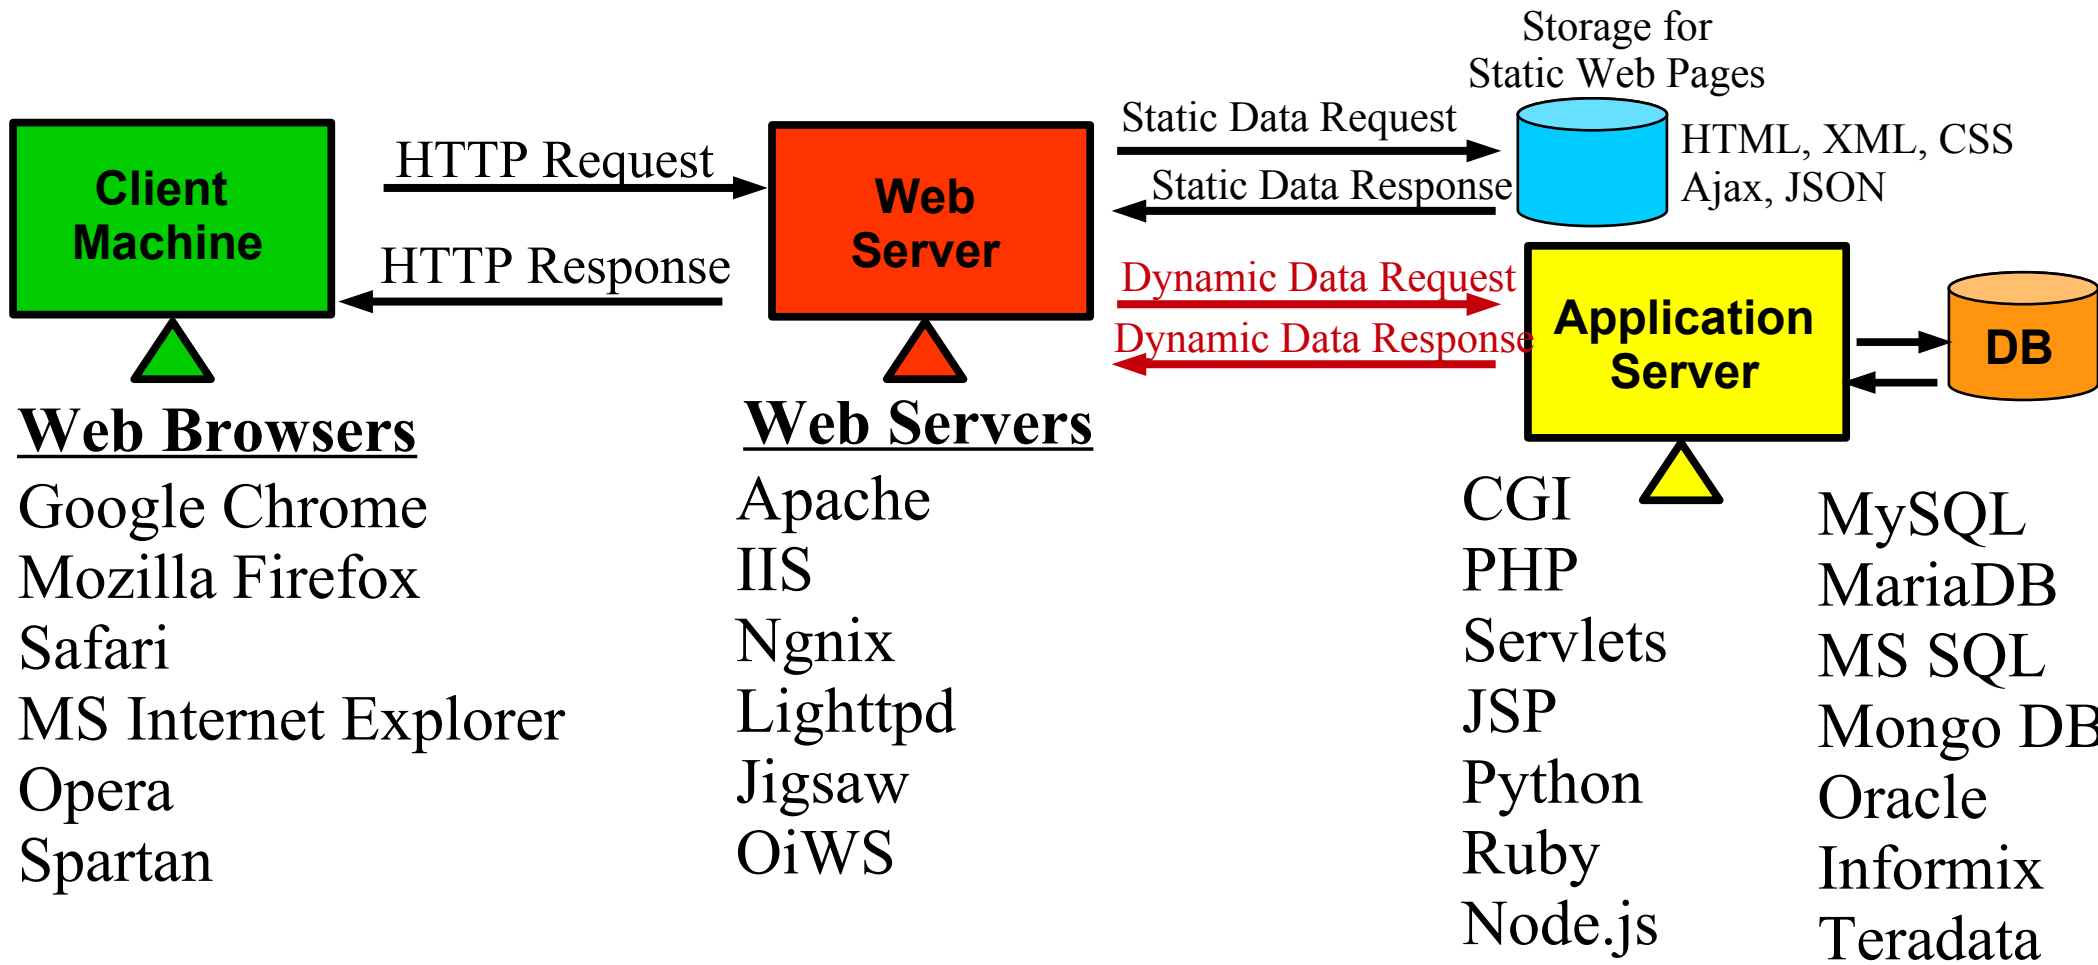 Storage for
Static Web Pages
Client
Machine
HTTP Request
HTTP Response
Web
Server
Static Data Request
Static Data Response
HTML, XML, CSS
Ajax, JSON
Dynamic Data Request
Dynamic Data Response
Application
Server
DB
Web Browsers
Google Chrome
Mozilla Firefox
Safari
MS Internet Explorer
Opera
Spartan
Web Servers
Apache
IIS
Ngnix
Lighttpd
Jigsaw
OiWS
CGI
PHP
Servlets
JSP
Python
Ruby
Node.js
MySQL
MariaDB
MS SQL
Mongo DB
Oracle
Informix
Teradata